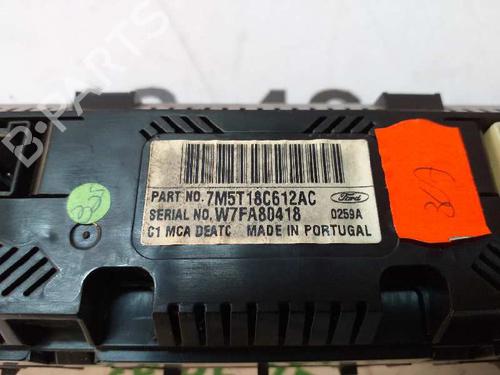 B-PARTS
PART NO. 7M5T18C612AC
Ford
SERIAL NO. W7FA80418 0259A
C1 MCA DEATC MADE IN PORTUGAL